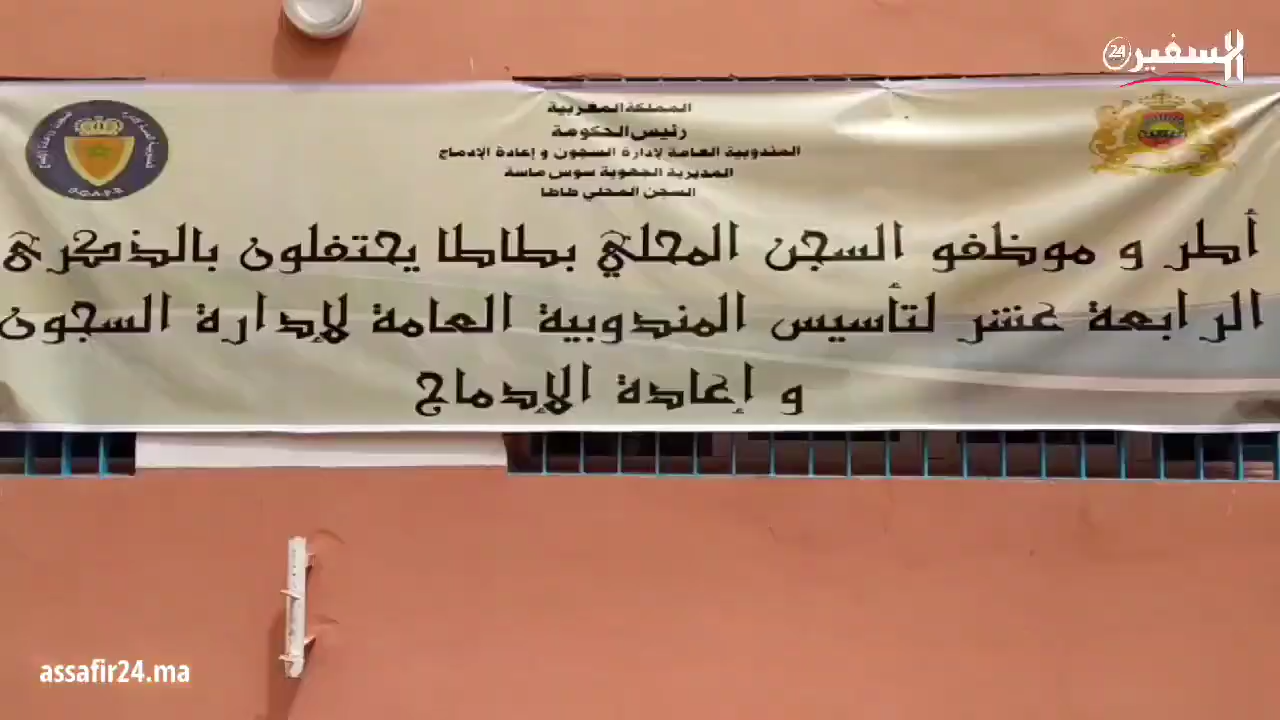 السفير 24
المملكة المغربية
رئيس الحكومة
المندوبية العامة لإدارة السجون و إعادة الإدماج
المديرية الجهوية سوس ماسة
السجن المحلي طاطا
أطر و موظفو السجن المحلي بطاطا يحتفلون بالذكرى
الرابعة عشر لتأسيس المندوبية العامة لإدارة السجون
و إعادة الإدماج
assafir24.ma